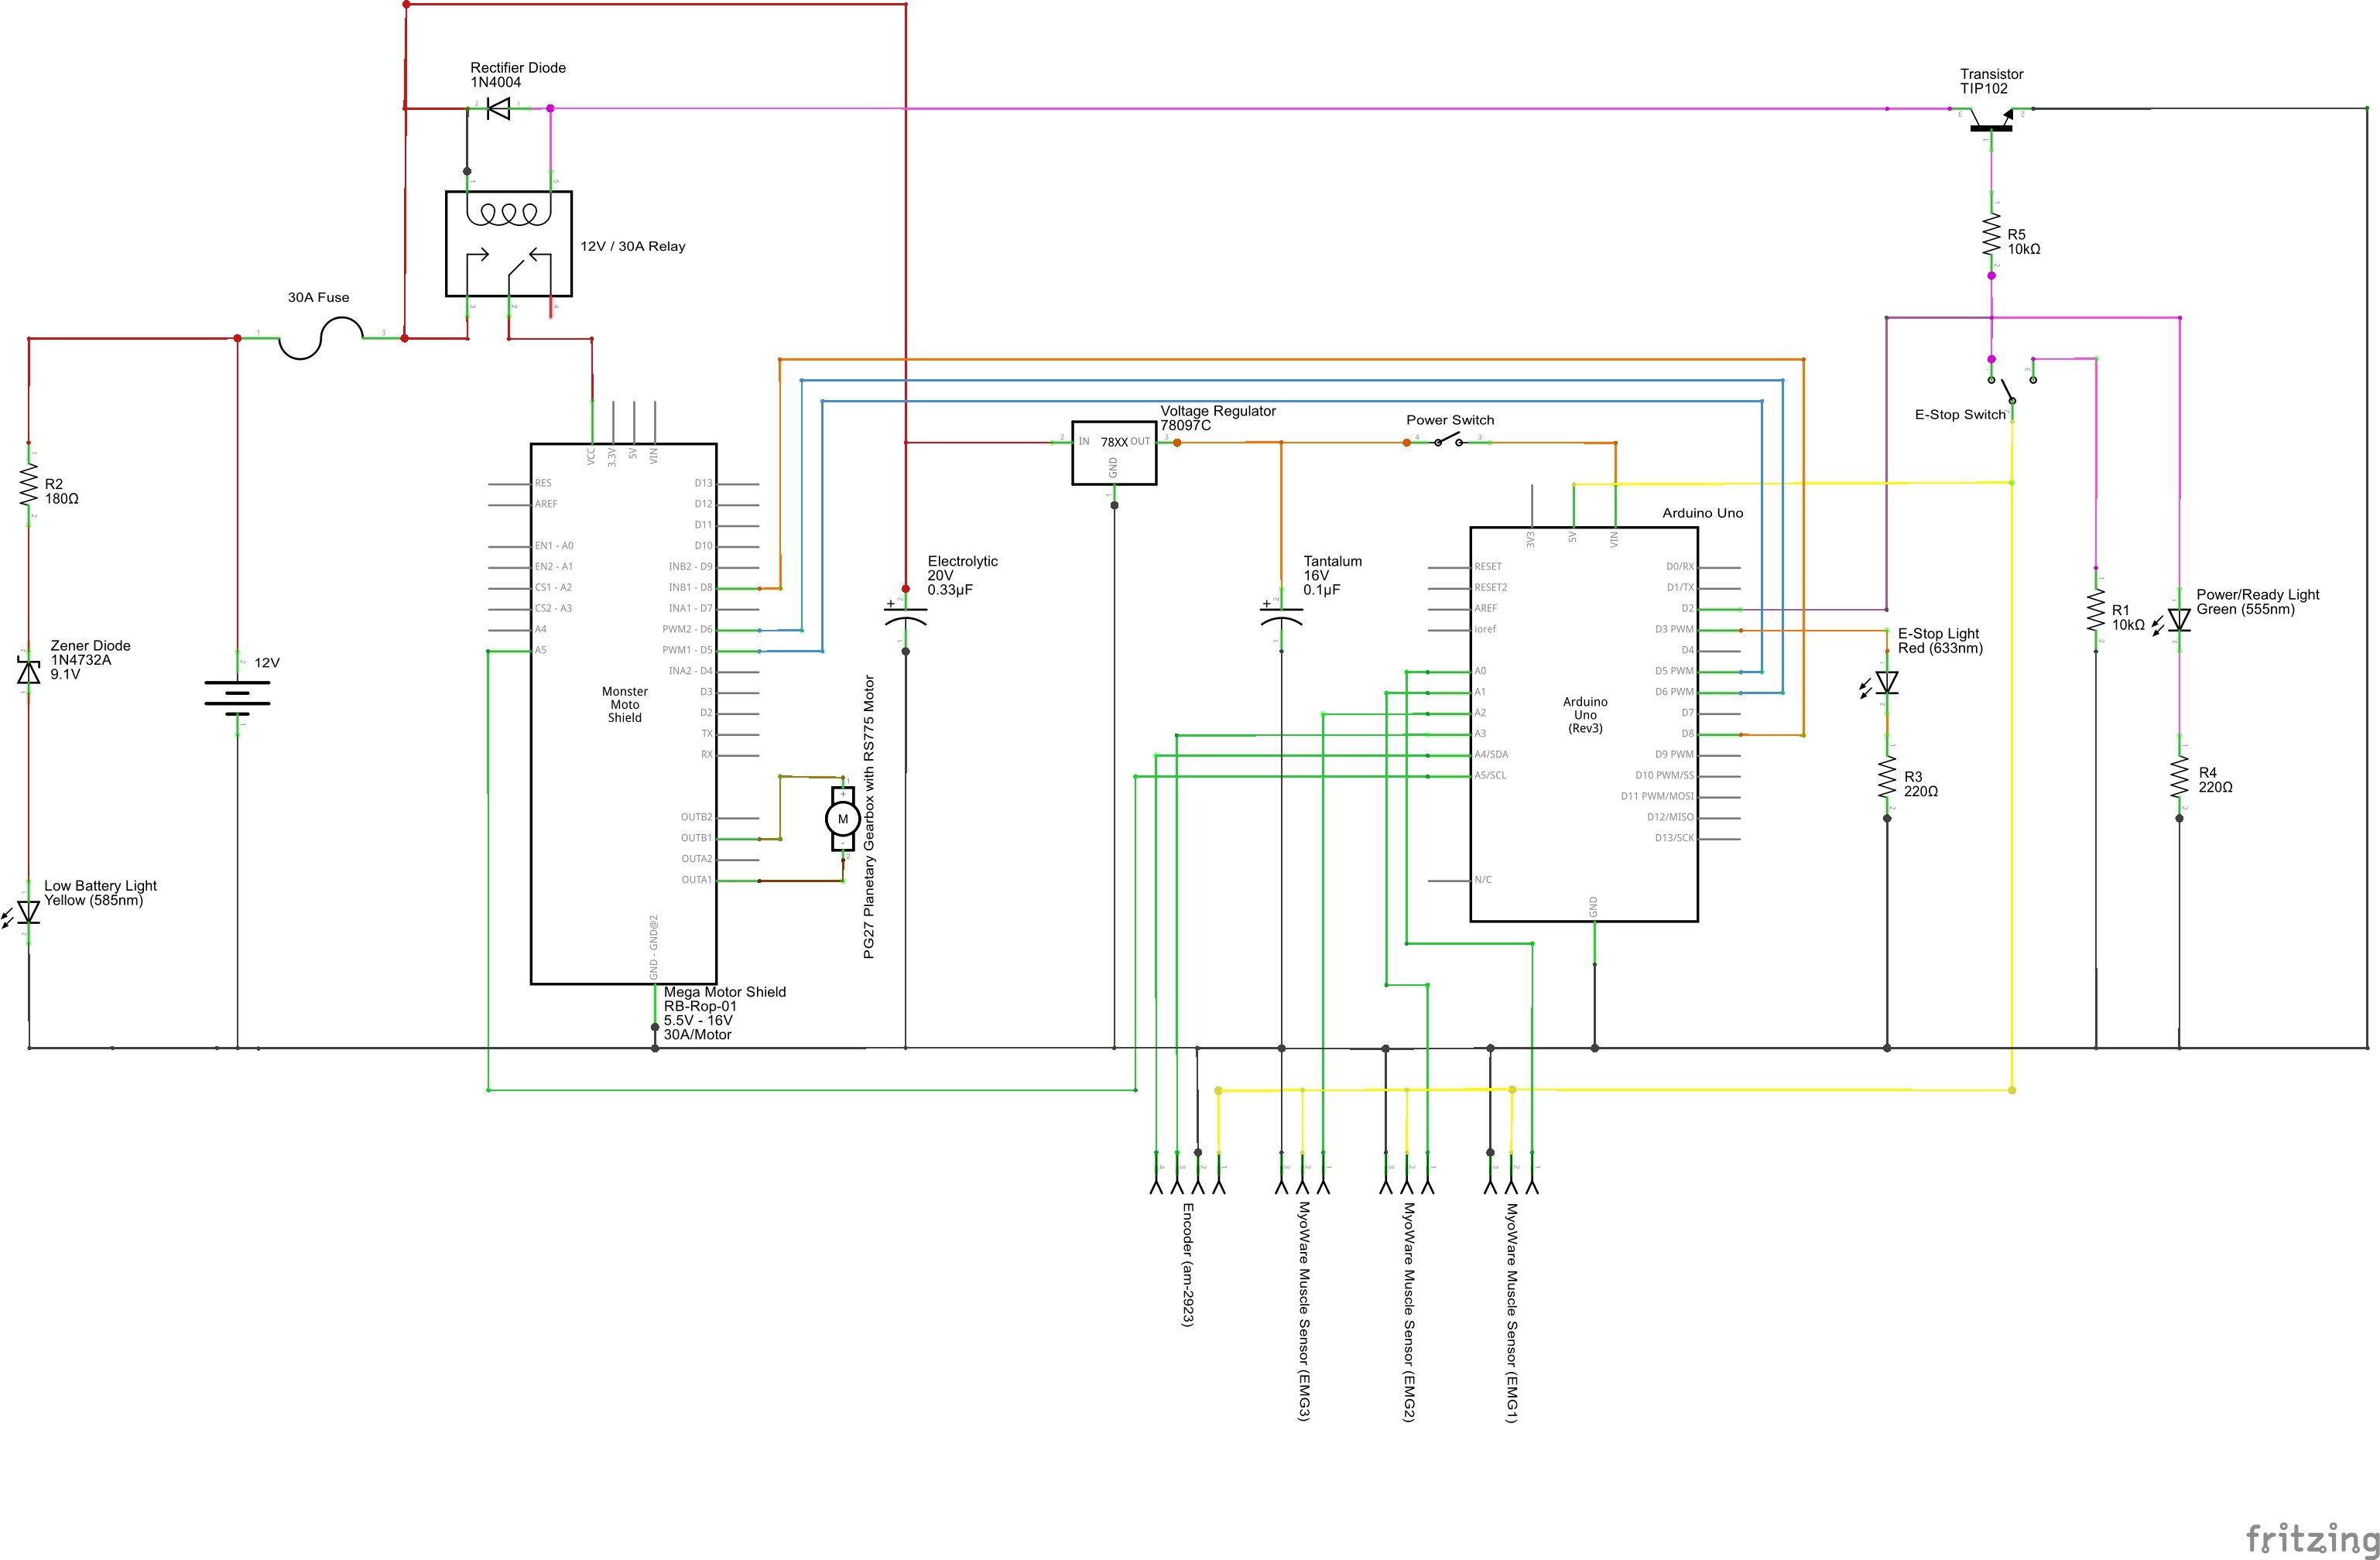 Rectifier Diode
1N4004
Transistor
TIP102
12V / 30A Relay
R5
10kΩ
30A Fuse
E-Stop Switch
Voltage Regulator
78097C
IN
78XX
OUT
GND
Power Switch
R2
180Ω
Zener Diode
1N4732A
9.1V
12V
Low Battery Light
Yellow (585nm)
VCC
3.3V
5V
VIN
RES
AREF
EN1 - A0
EN2 - A1
CS1 - A2
CS2 - A3
A4
A5
D13
D12
D11
D10
INB2 - D9
INB1 - D8
INA1 - D7
PWM2 - D6
PWM1 - D5
INA2 - D4
D3
D2
TX
RX
OUTB2
OUTB1
OUTA2
OUTA1
GND - GND@2
Monster
Moto
Shield
Mega Motor Shield
RB-Rop-01
5.5V - 16V
30A/Motor
M
PG27 Planetary Gearbox with RS775 Motor
Electrolytic
20V
0.33µF
Tantalum
16V
0.1µF
Arduino Uno
3V3
5V
VIN
RESET
RESET2
AREF
ioref
A0
A1
A2
A3
A4/SDA
A5/SCL
N/C
D0/RX
D1/TX
D2
D3 PWM
D4
D5 PWM
D6 PWM
D7
D8
D9 PWM
D10 PWM/SS
D11 PWM/MOSI
D12/MISO
D13/SCK
GND
Arduino
Uno
(Rev3)
E-Stop Light
Red (633nm)
R3
220Ω
R1
10kΩ
Power/Ready Light
Green (555nm)
R4
220Ω
Encoder (am-2923)
MyoWare Muscle Sensor (EMG3)
MyoWare Muscle Sensor (EMG2)
MyoWare Muscle Sensor (EMG1)
fritzing